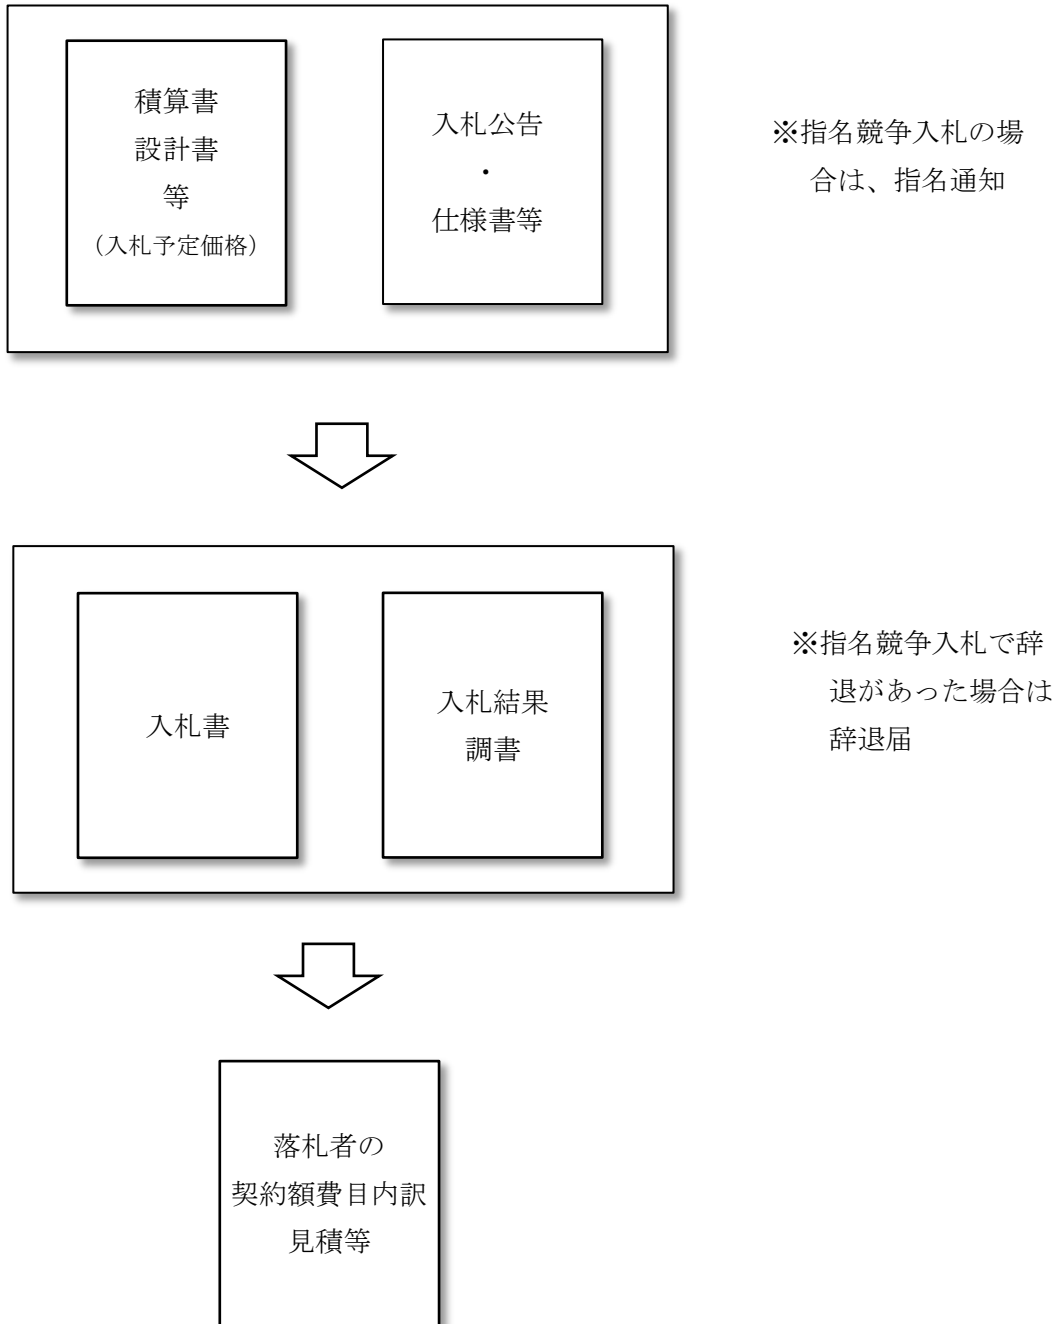 積算書
設計書
等
(入札予定価格)
入札公告
・
仕様書等
※指名競争入札の場
合は、指名通知
入札書
入札結果
調書
※指名競争入札で辞
退があった場合は
辞退届
落札者の
契約額費目内訳
見積等